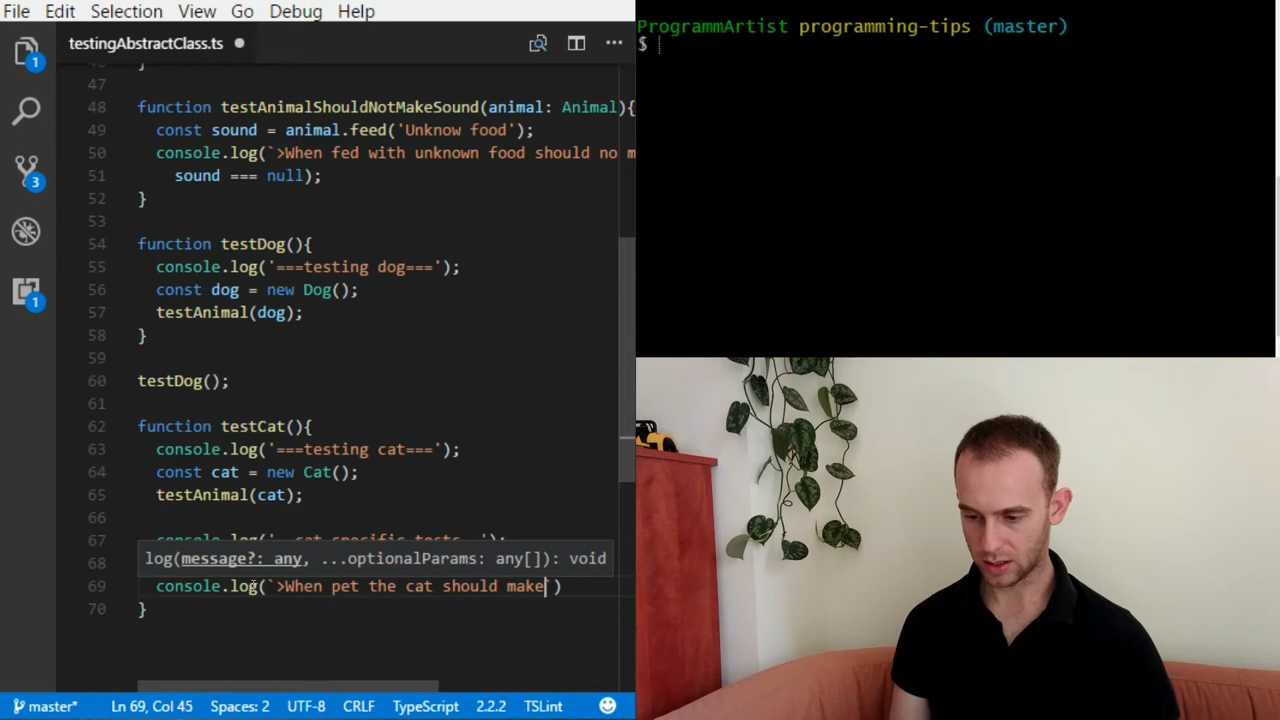 File Edit Selection View Go Debug Help
testingAbstractClass.ts
1
3
1
47
48 function testAnimalShouldNotMakeSound(animal: Animal){
49 const sound = animal.feed('Unknow food');
50 console.log(`>When fed with unknown food should no m
51 sound === null);
52 }
53
54 function testDog(){
55 console.log('===testing dog===');
56 const dog = new Dog();
57 testAnimal(dog);
58 }
59
60 testDog();
61
62 function testCat(){
63 console.log('===testing cat===');
64 const cat = new Cat();
65 testAnimal(cat);
66
67
log(message?: any, ...optionalParams: any[]): void
68
69 console.log(`>When pet the cat should make`)
70 }
master* Ln 69, Col 45 Spaces: 2 UTF-8 CRLF TypeScript 2.2.2 TSLint
ProgrammArtist programming-tips (master)
$